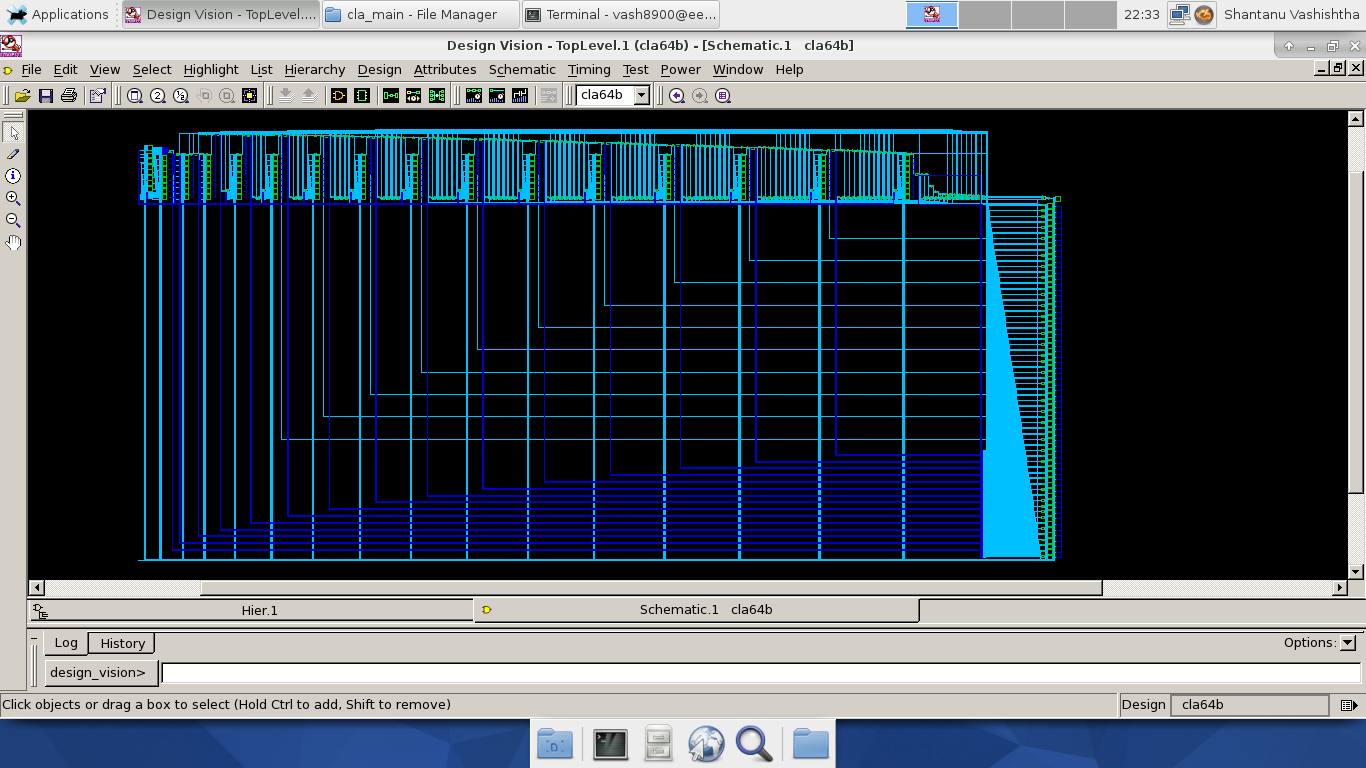 Applications Design Vision - TopLevel.... cla_main - File Manager Terminal - vash8900@ee... 22:33 Shantanu Vashishtha
Design Vision - TopLevel.1 (cla64b) - [Schematic.1 cla64b]
File Edit View Select Highlight List Hierarchy Design Attributes Schematic Timing Test Power Window Help
cla64b
Hier.1 Schematic.1 cla64b
Log History Options:
design_vision>
Click objects or drag a box to select (Hold Ctrl to add, Shift to remove) Design cla64b